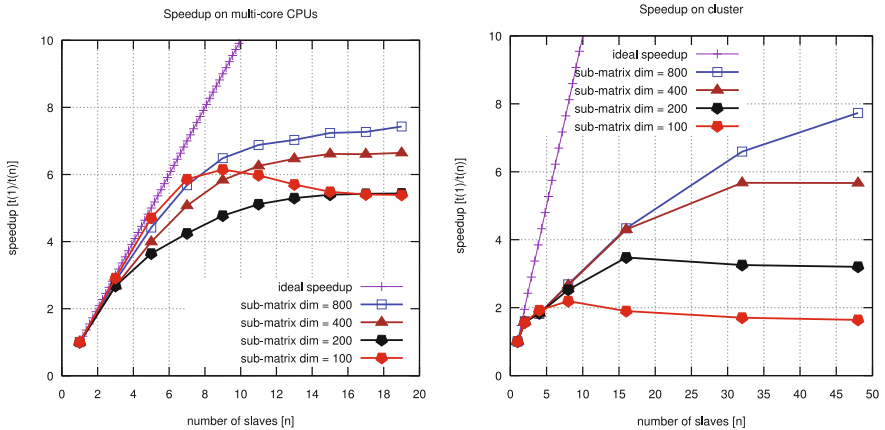 Speedup on multi-core CPUs
10
8
6
4
2
0
speedup [t(1)/t(n)]
ideal speedup
sub-matrix dim = 800
sub-matrix dim = 400
sub-matrix dim = 200
sub-matrix dim = 100
0 2 4 6 8 10 12 14 16 18 20
number of slaves [n]
Speedup on cluster
10
8
6
4
2
0
speedup [t(1)/t(n)]
ideal speedup
sub-matrix dim = 800
sub-matrix dim = 400
sub-matrix dim = 200
sub-matrix dim = 100
0 5 10 15 20 25 30 35 40 45 50
number of slaves [n]